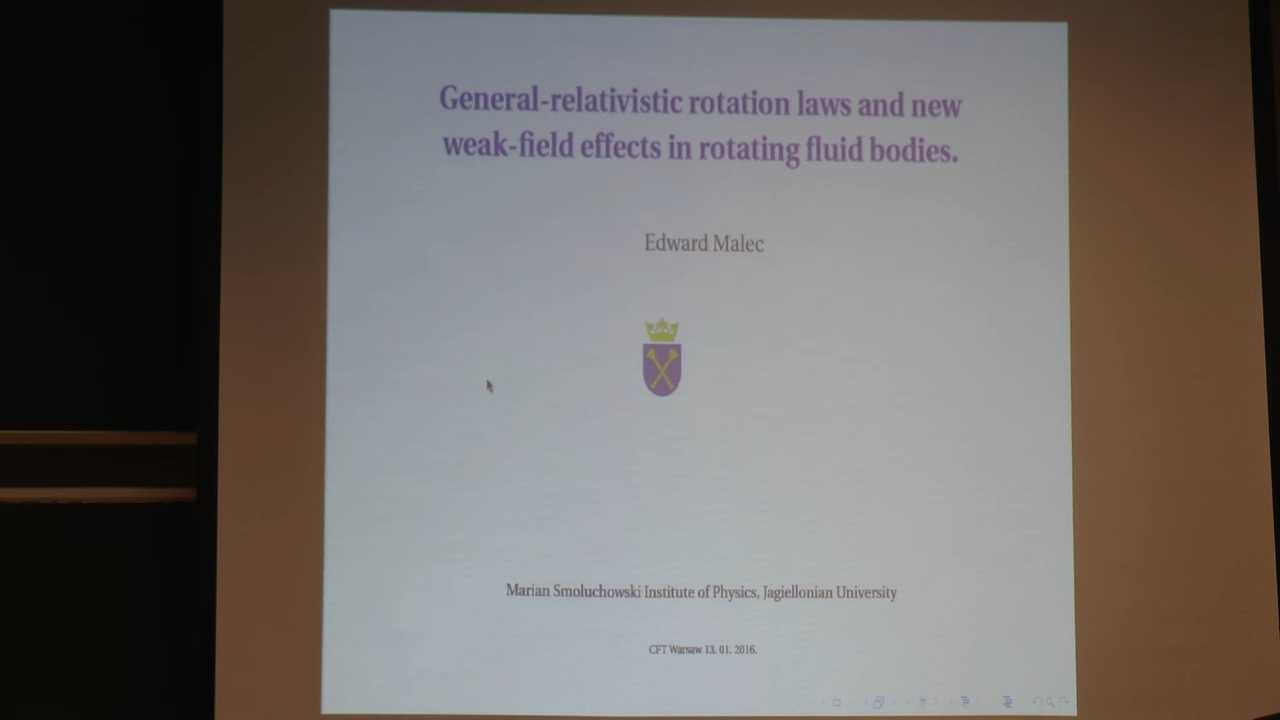 General-relativistic rotation laws and new
weak-field effects in rotating fluid bodies.
Edward Malec
Marian Smoluchowski Institute of Physics, Jagiellonian University
CFT Warsaw 13. 01. 2016.